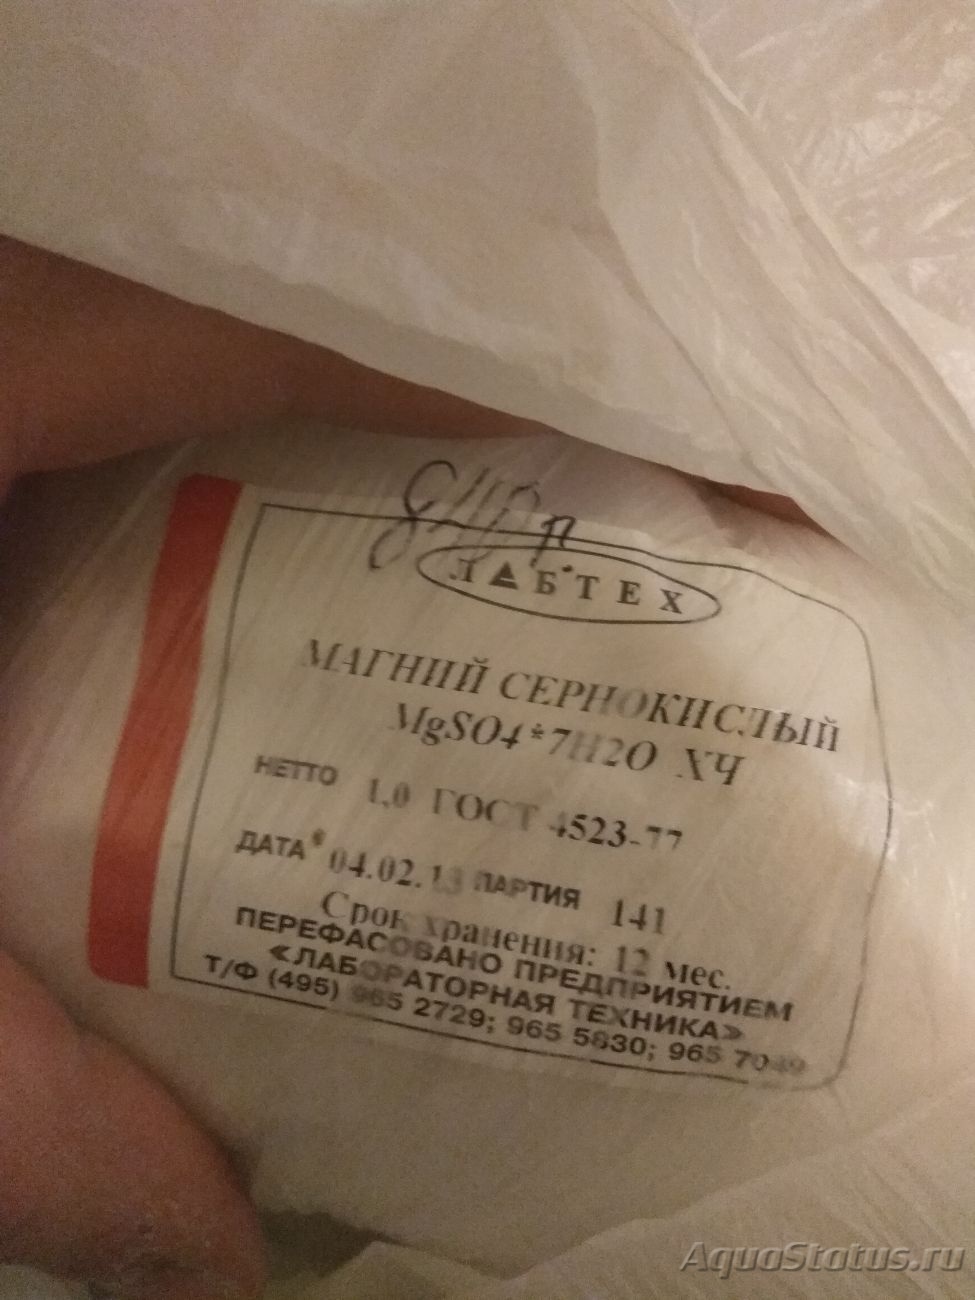 ЛАБТЕХ
МАГНИЙ СЕРНОКИСЛЫЙ
MgSO4*7H2O ХЧ
НЕТТО 1,0 ГОСТ 4523-77
ДАТА 04.02.13 ПАРТИЯ 141
Срок хранения: 12 мес.
ПЕРЕФАСОВАНО ПРЕДПРИЯТИЕМ
«ЛАБОРАТОРНАЯ ТЕХНИКА»
Т/Ф (495) 965 2729; 965 5830; 965 7049
AquaStatus.ru